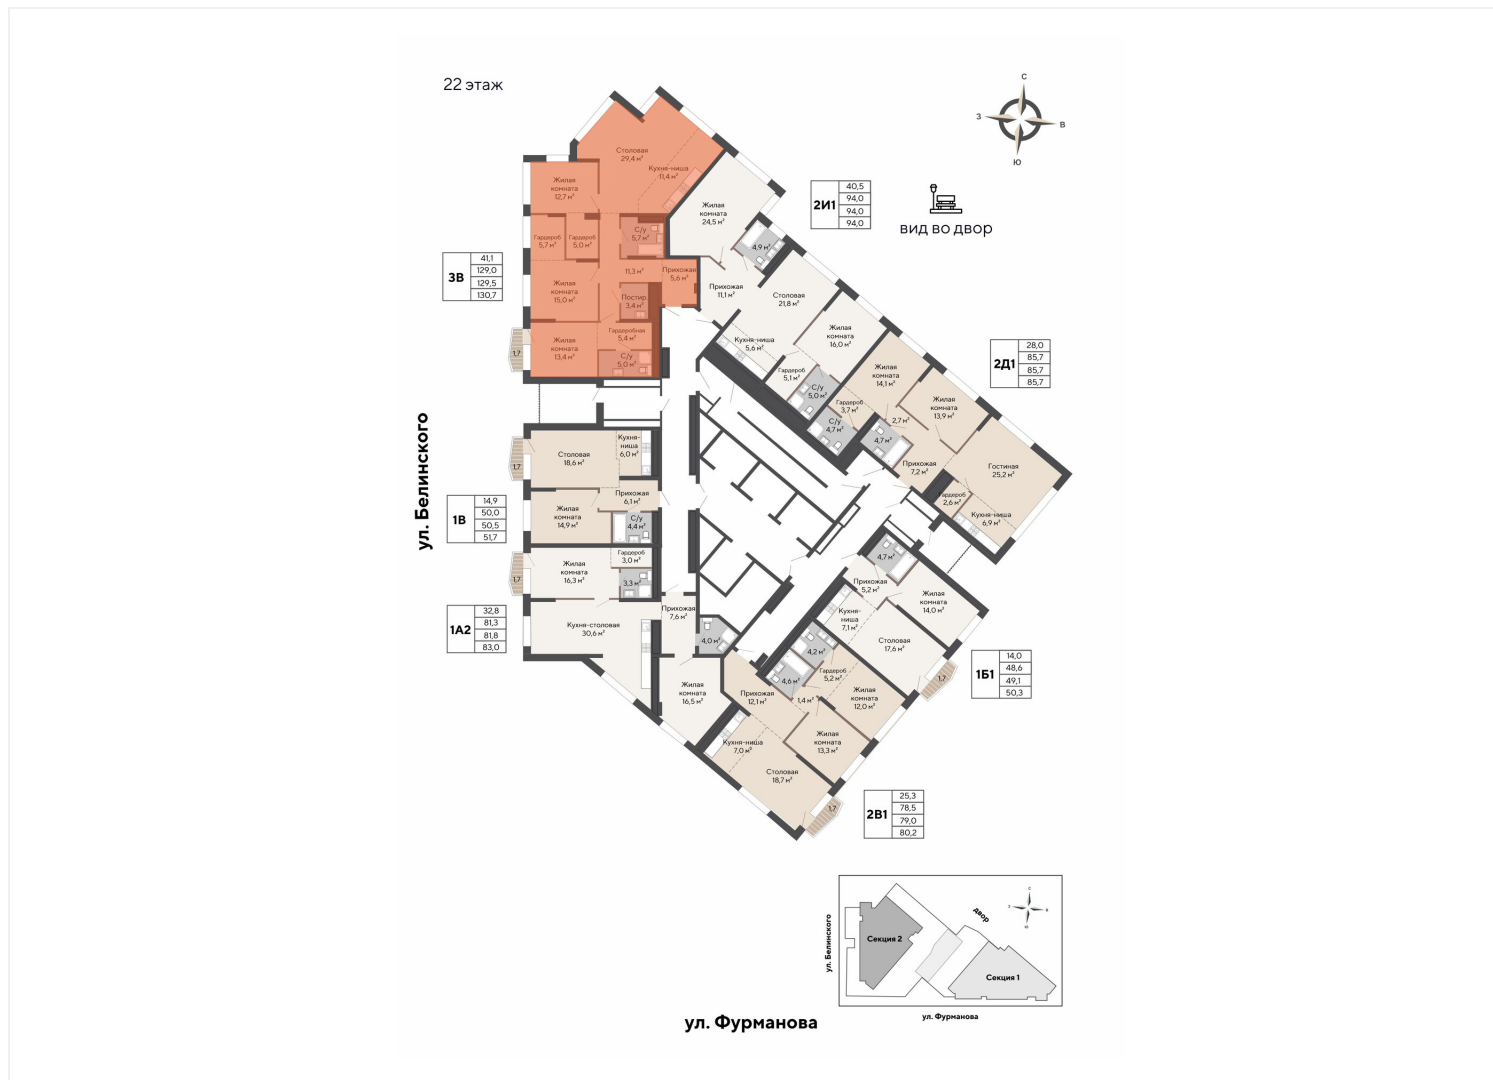 22 этаж
С
З
В
Ю
вид во двор
Столовая
29,4 м²
Кухня-ниша
11,4 м²
Жилая
комната
12,7 м²
Гардероб
5,7 м²
Гардероб
5,0 м²
С/у
5,7 м²
11,3 м²
Прихожая
5,6 м²
Жилая
комната
15,0 м²
Постир.
3,4 м²
Жилая
комната
13,4 м²
Гардеробная
5,4 м²
С/у
5,0 м²
1,7
3В
41,1
129,0
129,5
130,7
Жилая
комната
24,5 м²
4,9 м²
Прихожая
11,1 м²
Столовая
21,8 м²
Кухня-ниша
5,6 м²
Жилая
комната
16,0 м²
Гардероб
5,1 м²
С/у
5,0 м²
2И1
40,5
94,0
94,0
94,0
Жилая
комната
14,1 м²
Гардероб
3,7 м²
С/у
4,7 м²
Жилая
комната
13,9 м²
2,7 м²
4,7 м²
Прихожая
7,2 м²
Гостиная
25,2 м²
Гардероб
2,6 м²
Кухня-ниша
6,9 м²
2Д1
28,0
85,7
85,7
85,7
ул. Белинского
Столовая
18,6 м²
Кухня-
ниша
6,0 м²
1,7
Прихожая
6,1 м²
Жилая
комната
14,9 м²
С/у
4,4 м²
1В
14,9
50,0
50,5
51,7
Жилая
комната
16,3 м²
Гардероб
3,0 м²
3,3 м²
1,7
Кухня-столовая
30,6 м²
Прихожая
7,6 м²
4,0 м²
Жилая
комната
16,5 м²
1А2
32,8
81,3
81,8
83,0
4,7 м²
Прихожая
5,2 м²
Жилая
комната
14,0 м²
Кухня-
ниша
7,1 м²
Столовая
17,6 м²
1,7
1Б1
14,0
48,6
49,1
50,3
4,2 м²
4,6 м²
Гардероб
5,2 м²
Прихожая
12,1 м²
1,4 м²
Жилая
комната
12,0 м²
Кухня-ниша
7,0 м²
Жилая
комната
13,3 м²
Столовая
18,7 м²
1,7
2В1
25,3
78,5
79,0
80,2
ул. Белинского
Секция 2
двор
С
З
В
Ю
Секция 1
ул. Фурманова
ул. Фурманова